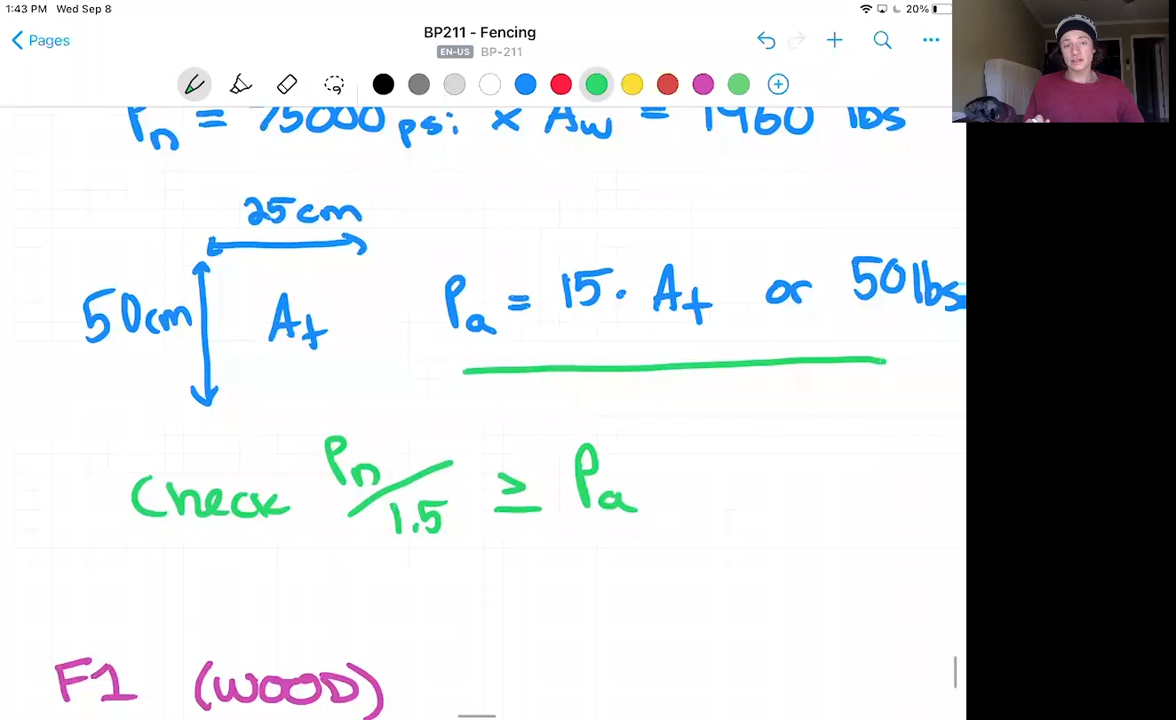 1:43 PM Wed Sep 8
20%
Pages
BP211 - Fencing
EN-US BP-211
Pn = 75000 psi x Aw = 1960 lbs
25cm
50cm
At
Pa = 15. At or 50lbs
Check Pn/1.5 ≥ Pa
F1 (WOOD)